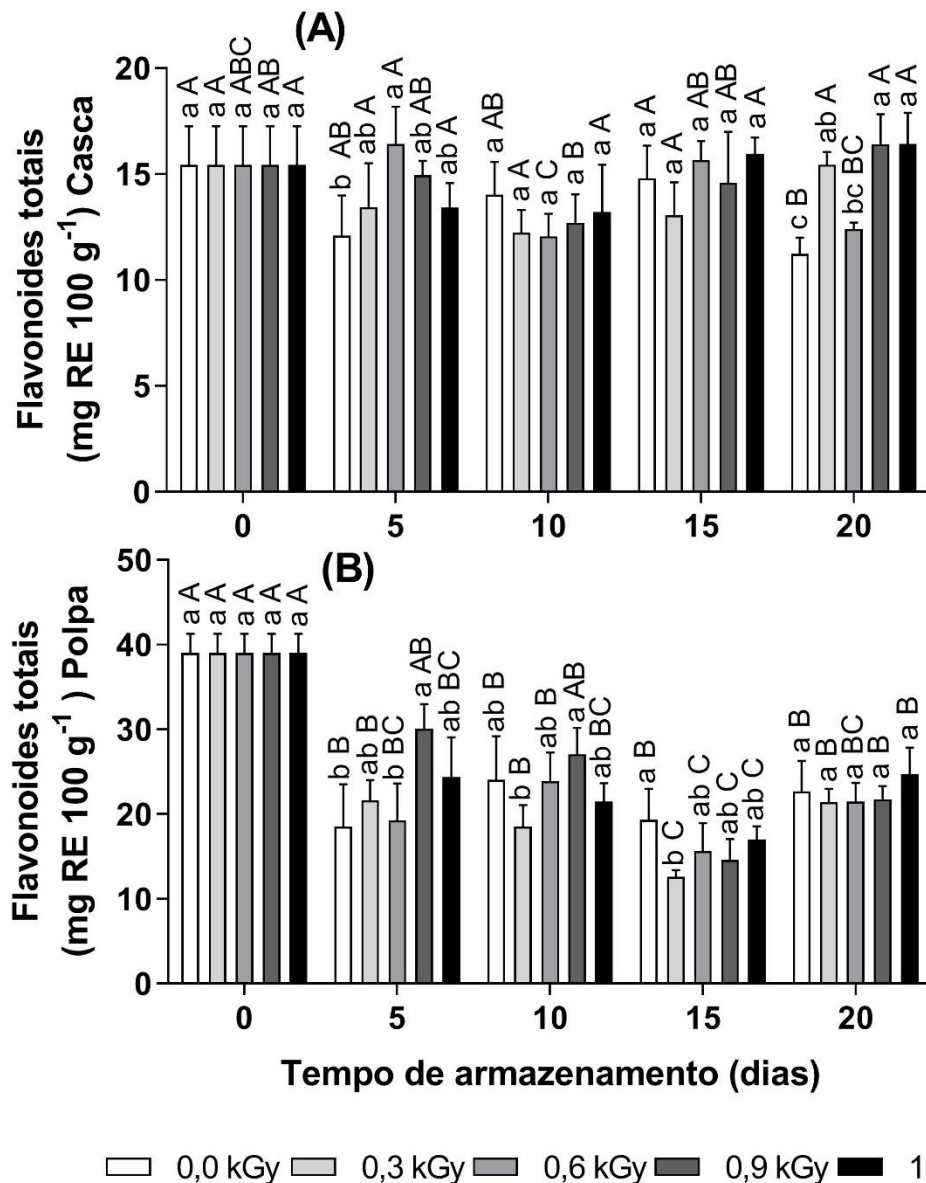 (A)
Flavonoides totais
(mg RE 100 g⁻¹) Casca
20
15
10
5
0
a A a A a ABC a AB a A
b AB ab A a A ab AB ab A
a AB a A a C a B a A
a A a A a AB a AB a A
c B ab A bc BC a A a A
0 5 10 15 20
(B)
Flavonoides totais
(mg RE 100 g⁻¹ ) Polpa
50
40
30
20
10
0
a A a A a A a A a A
b B ab B b BC a AB ab BC
ab B b B ab B a AB ab BC
a B b C ab C ab C ab C
a B a B a BC a B a B
0 5 10 15 20
Tempo de armazenamento (dias)
0,0 kGy 0,3 kGy 0,6 kGy 0,9 kGy 1